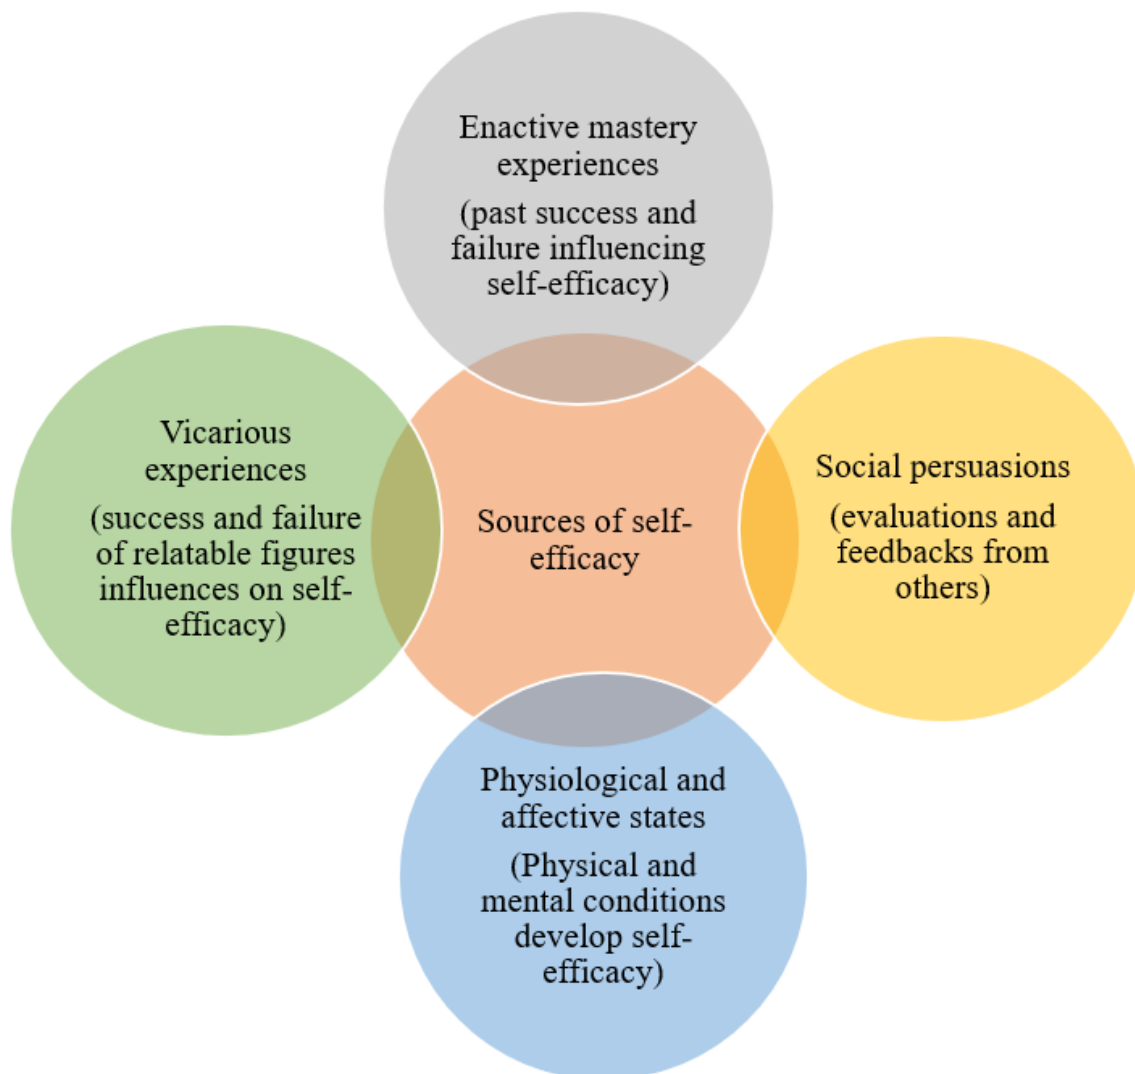 Enactive mastery
experiences
(past success and
failure influencing
self-efficacy)
Vicarious
experiences
(success and failure
of relatable figures
influences on self-
efficacy)
Sources of self-
efficacy
Social persuasions
(evaluations and
feedbacks from
others)
Physiological and
affective states
(Physical and
mental conditions
develop self-
efficacy)